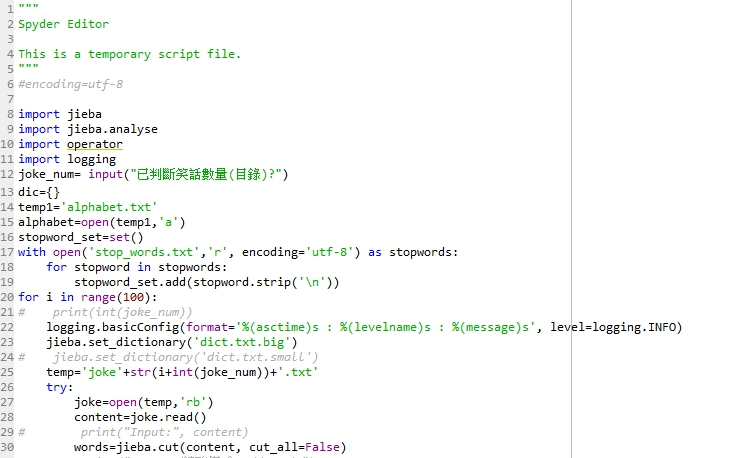 1 """
2 Spyder Editor
3
4 This is a temporary script file.
5 """
6 #encoding=utf-8
7
8 import jieba
9 import jieba.analyse
10 import operator
11 import logging
12 joke_num= input("已判斷笑話數量(目錄)?")
13 dic={}
14 temp1='alphabet.txt'
15 alphabet=open(temp1,'a')
16 stopword_set=set()
17 with open('stop_words.txt','r', encoding='utf-8') as stopwords:
18     for stopword in stopwords:
19         stopword_set.add(stopword.strip('\n'))
20 for i in range(100):
21 #    print(int(joke_num))
22     logging.basicConfig(format='%(asctime)s : %(levelname)s : %(message)s', level=logging.INFO)
23     jieba.set_dictionary('dict.txt.big')
24 #    jieba.set_dictionary('dict.txt.small')
25     temp='joke'+str(i+int(joke_num))+'.txt'
26     try:
27         joke=open(temp,'rb')
28         content=joke.read()
29 #        print("Input:", content)
30         words=jieba.cut(content, cut_all=False)